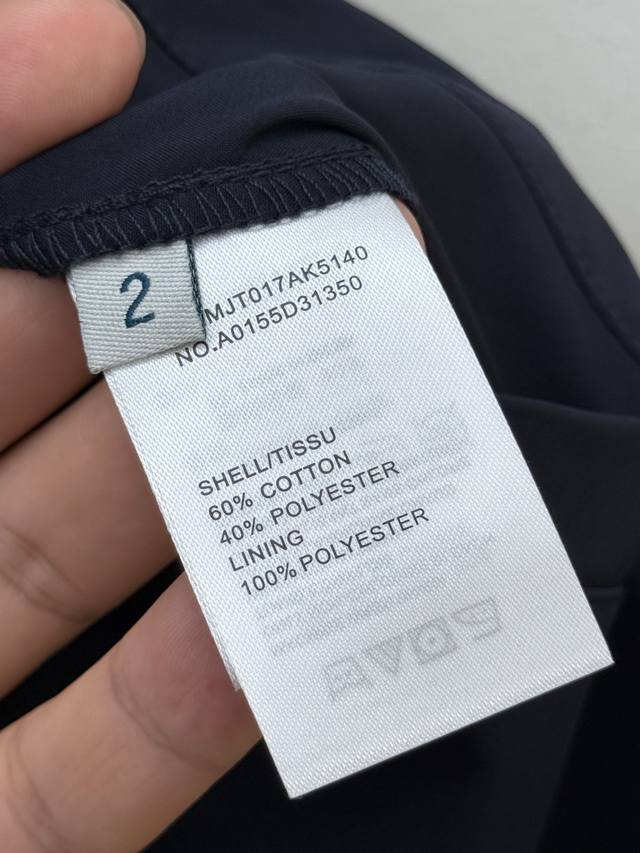 2
MJT017AK5140
NO.A0155D31350
SHELL/TISSU
60% COTTON
40% POLYESTER
LINING
100% POLYESTER